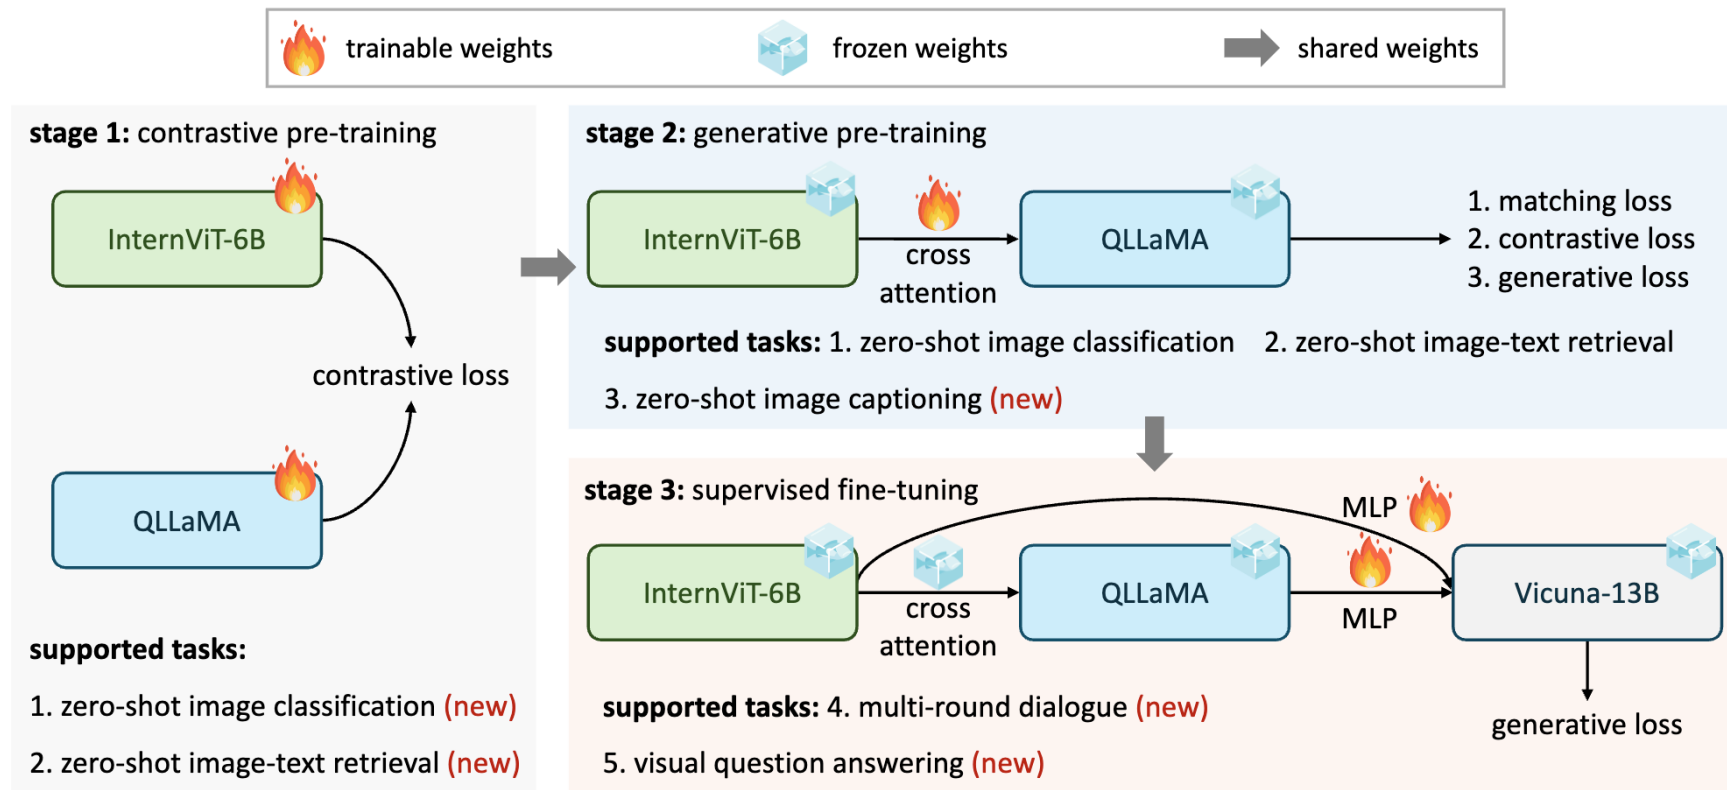 trainable weights
frozen weights
shared weights
stage 1: contrastive pre-training
InternViT-6B
contrastive loss
QLLaMA
supported tasks:
1. zero-shot image classification (new)
2. zero-shot image-text retrieval (new)
stage 2: generative pre-training
InternViT-6B
cross
attention
QLLaMA
1. matching loss
2. contrastive loss
3. generative loss
supported tasks: 1. zero-shot image classification 2. zero-shot image-text retrieval
3. zero-shot image captioning (new)
stage 3: supervised fine-tuning
MLP
InternViT-6B
cross
attention
QLLaMA
MLP
Vicuna-13B
generative loss
supported tasks: 4. multi-round dialogue (new)
5. visual question answering (new)